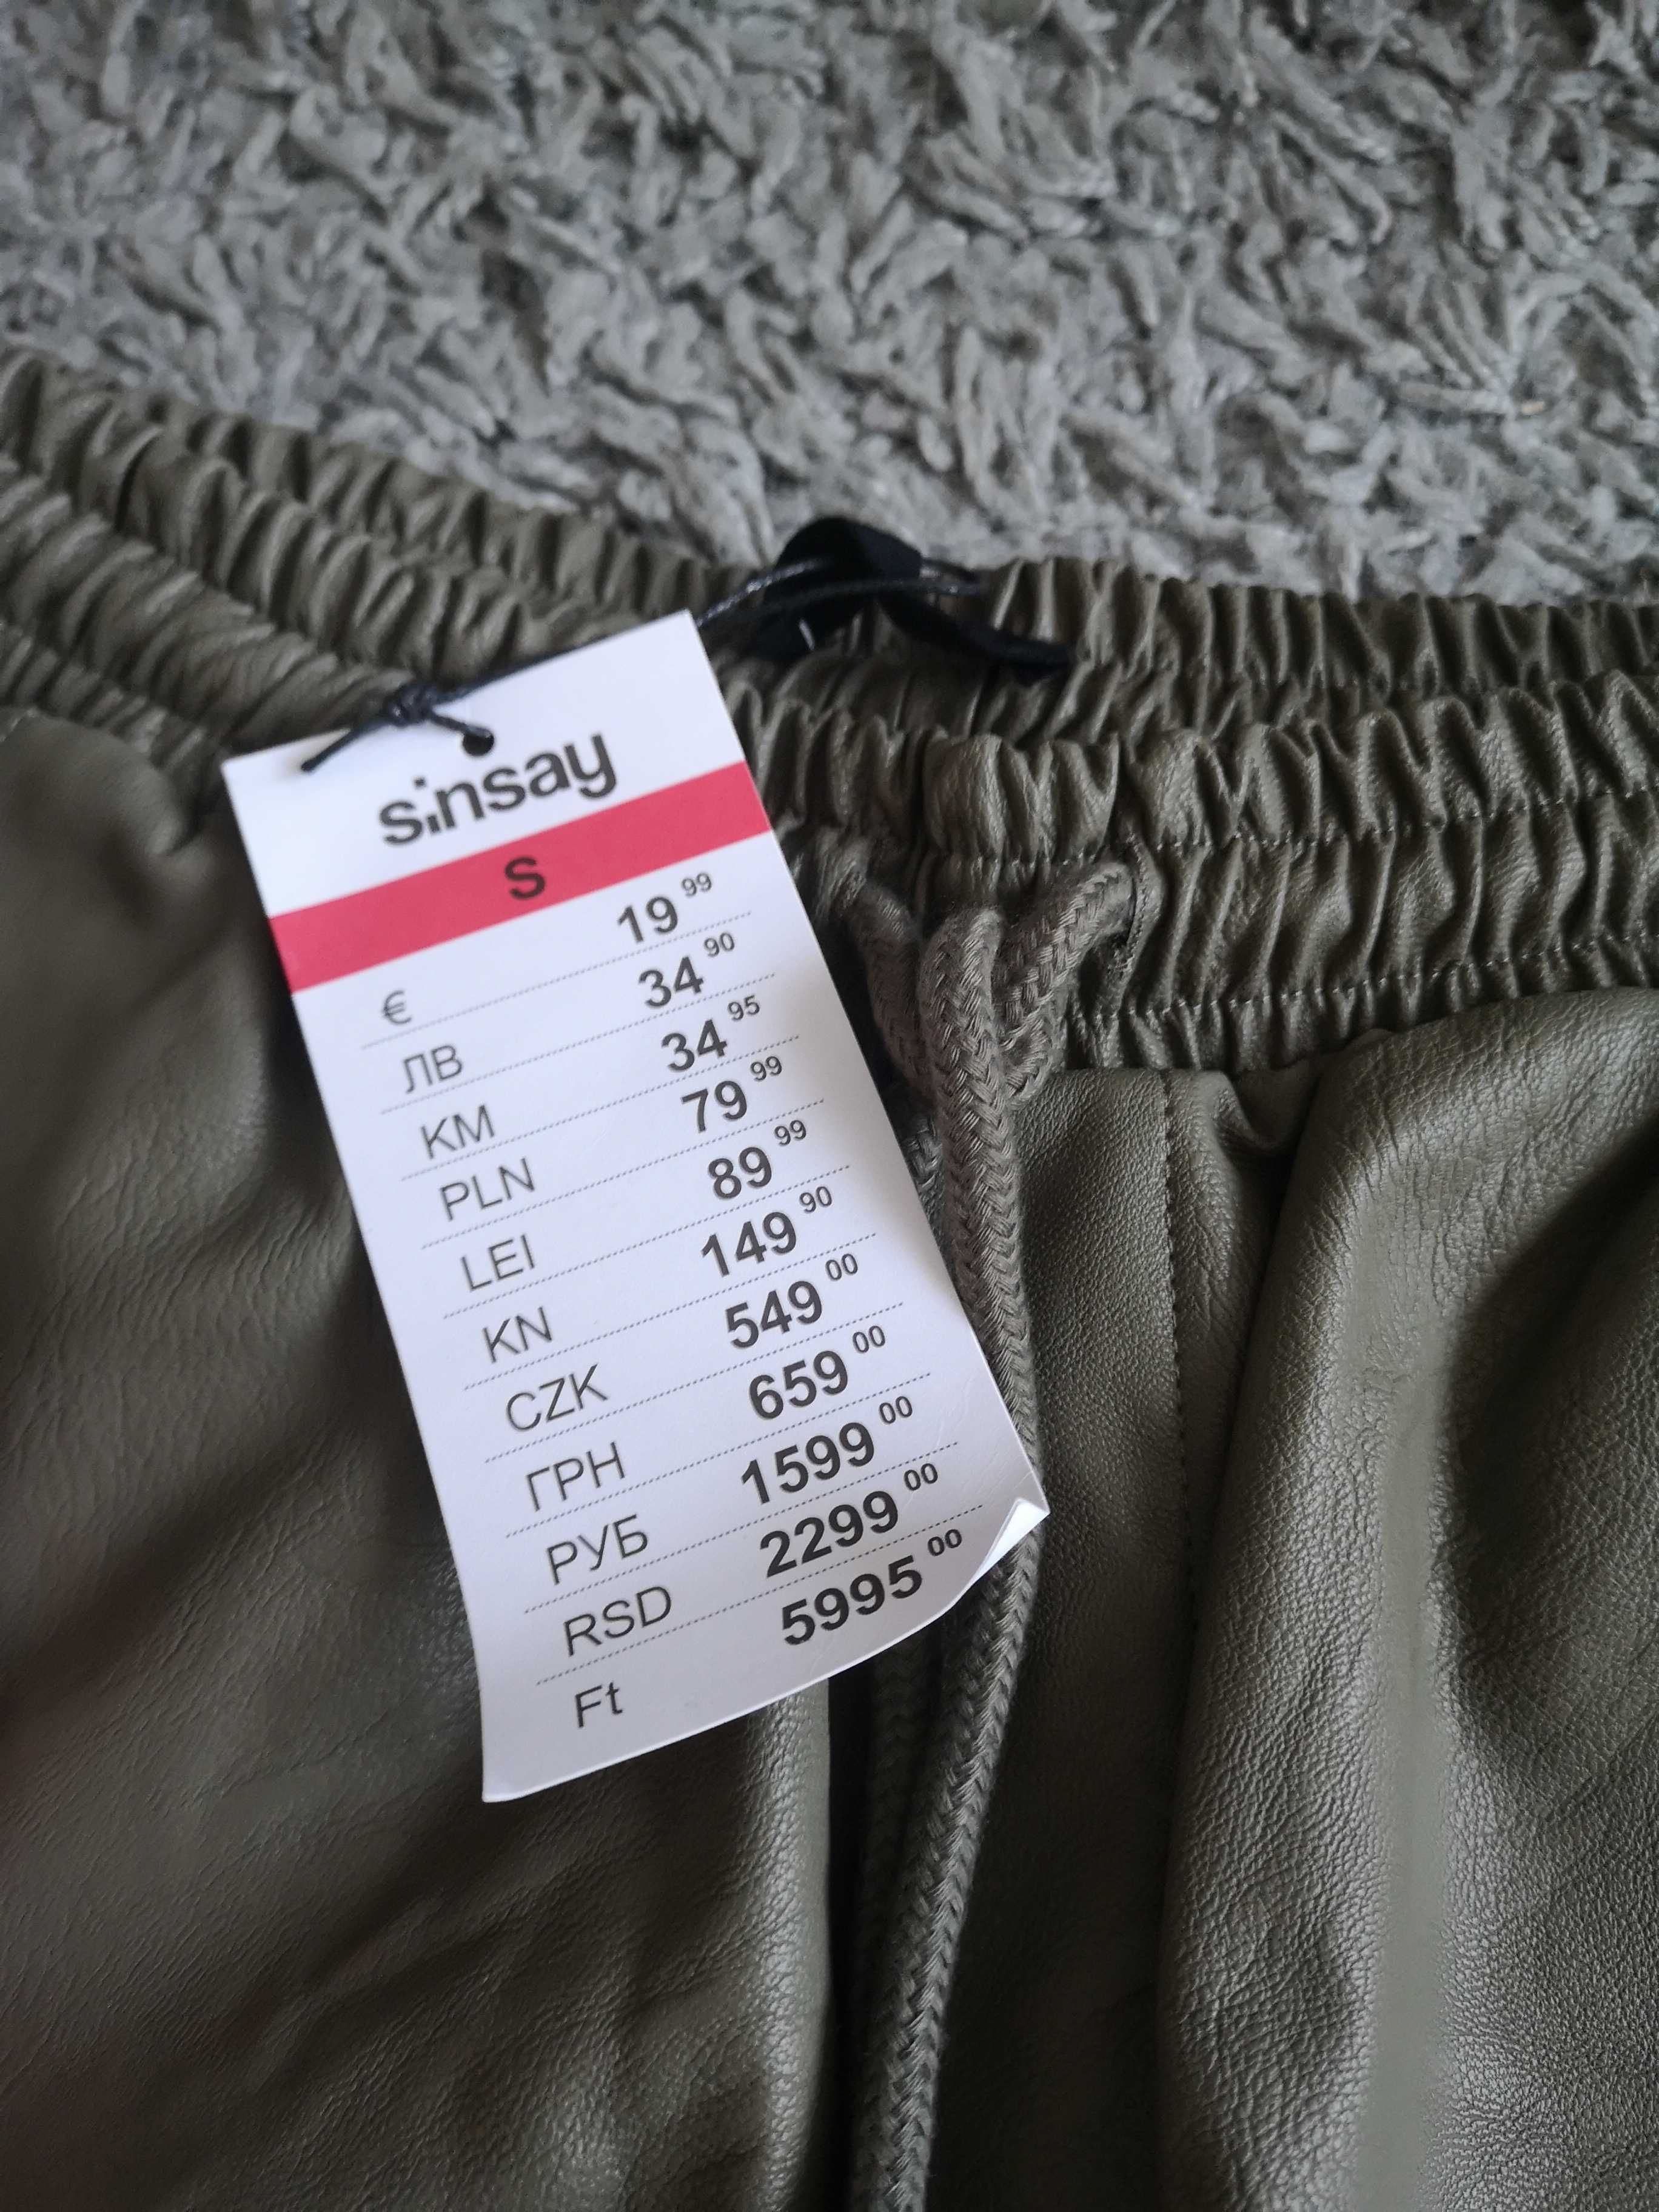 sinsay
S
€ 19 99
ЛВ 34 90
KM 34 95
PLN 79 99
LEI 89 99
KN 149 90
CZK 549 00
ГРН 659 00
РУБ 1599 00
RSD 2299 00
Ft 5995 00